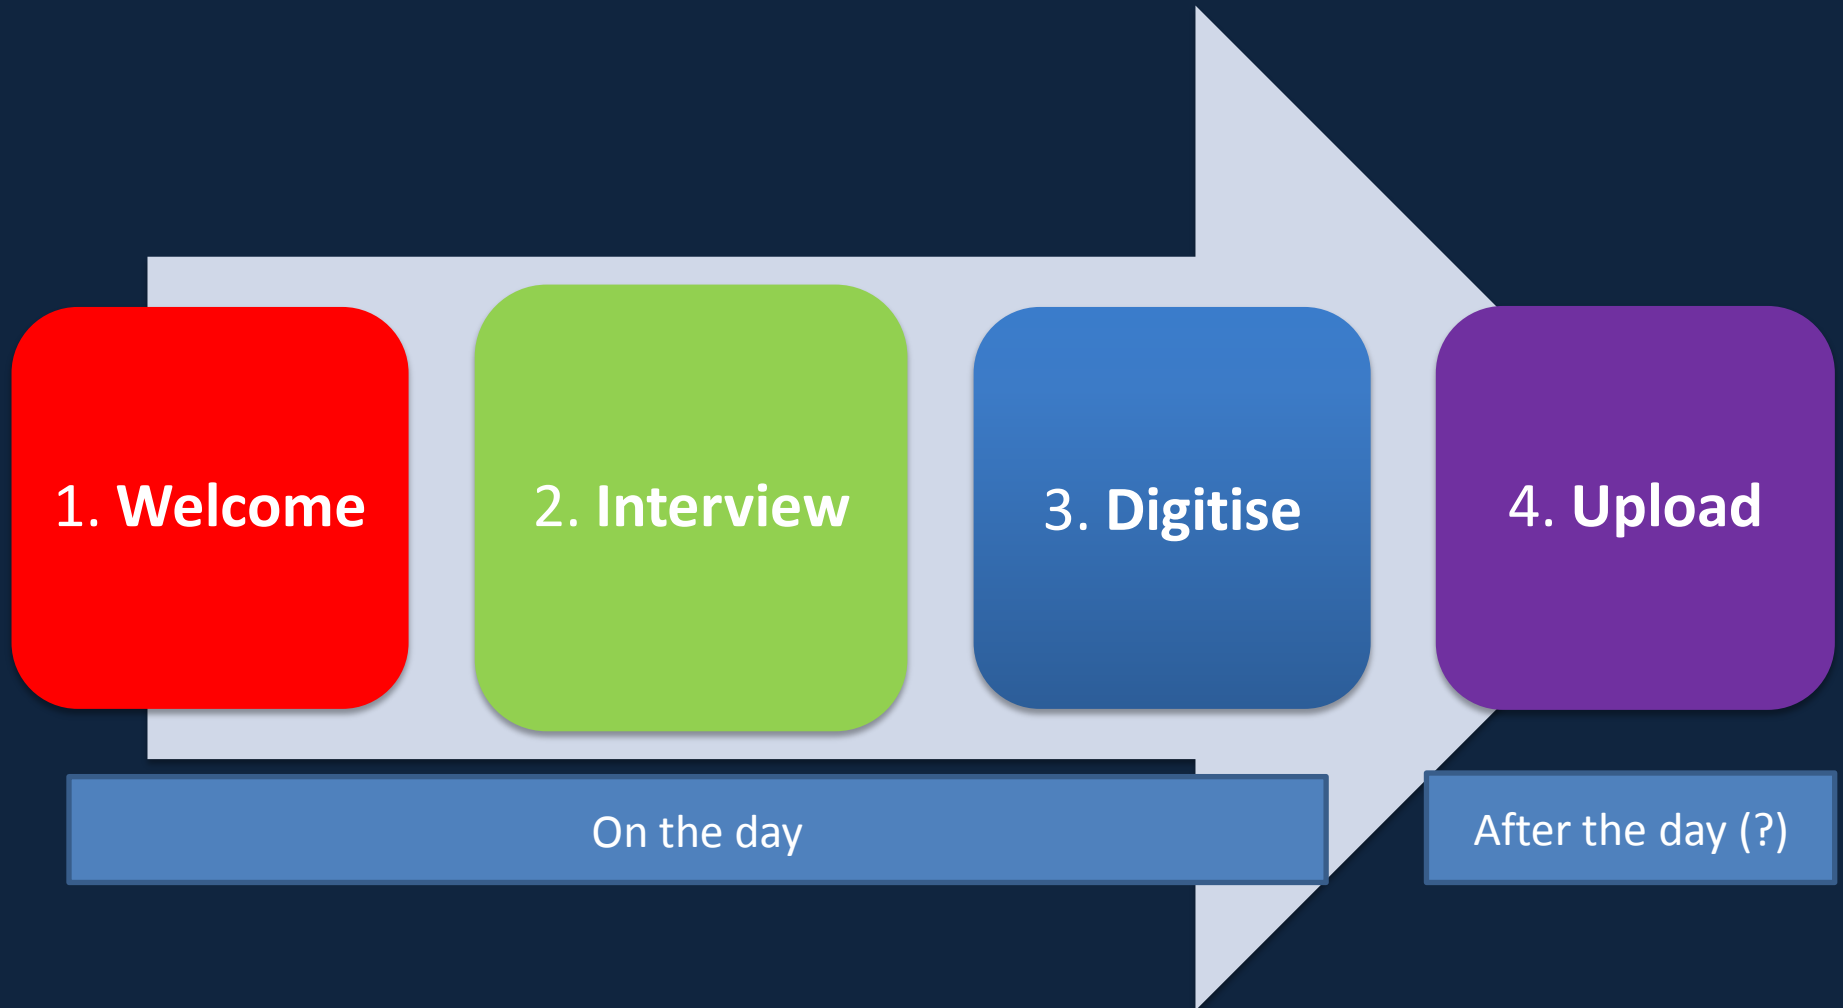 1. Welcome
2. Interview
3. Digitise
4. Upload
On the day
After the day (?)